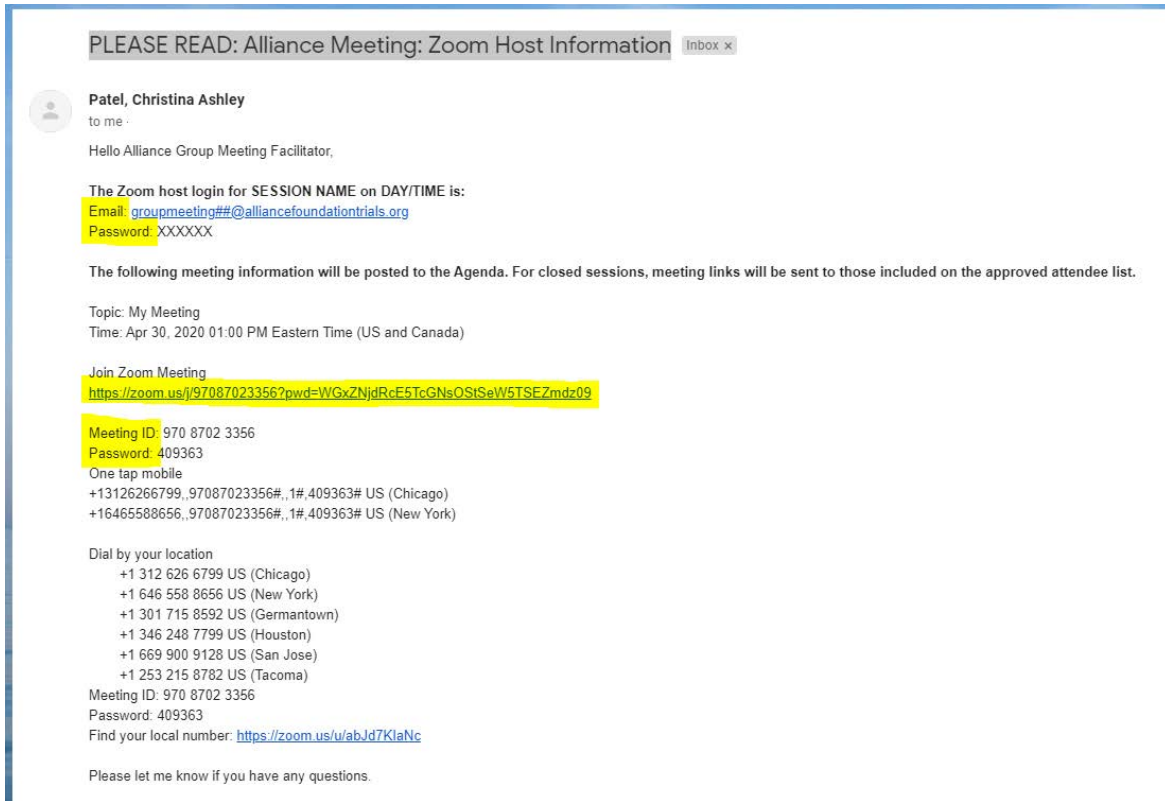 PLEASE READ: Alliance Meeting: Zoom Host Information Inbox x
Patel, Christina Ashley
to me
Hello Alliance Group Meeting Facilitator,
The Zoom host login for SESSION NAME on DAY/TIME is:
Email: groupmeeting##@alliancefoundationtrials.org
Password: XXXXXX
The following meeting information will be posted to the Agenda. For closed sessions, meeting links will be sent to those included on the approved attendee list.
Topic: My Meeting
Time: Apr 30, 2020 01:00 PM Eastern Time (US and Canada)
Join Zoom Meeting
https://zoom.us/j/97087023356?pwd=WGxZNjdRcE5TcGNsOStSeW5TSEZmdz09
Meeting ID: 970 8702 3356
Password: 409363
One tap mobile
+13126266799,,97087023356#,,1#,409363# US (Chicago)
+16465588656,,97087023356#,,1#,409363# US (New York)
Dial by your location
+1 312 626 6799 US (Chicago)
+1 646 558 8656 US (New York)
+1 301 715 8592 US (Germantown)
+1 346 248 7799 US (Houston)
+1 669 900 9128 US (San Jose)
+1 253 215 8782 US (Tacoma)
Meeting ID: 970 8702 3356
Password: 409363
Find your local number: https://zoom.us/u/abJd7KIaNc
Please let me know if you have any questions.